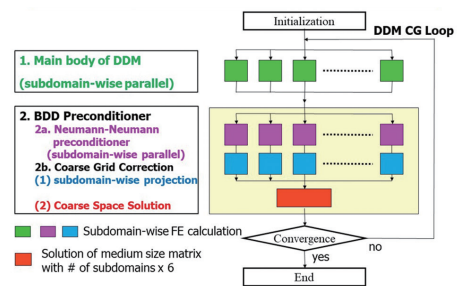 Initialization
DDM CG Loop
1. Main body of DDM
(subdomain-wise parallel)
2. BDD Preconditioner
2a. Neumann-Neumann
preconditioner
(subdomain-wise parallel)
2b. Coarse Grid Correction
(1) subdomain-wise projection
(2) Coarse Space Solution
Subdomain-wise FE calculation
Solution of medium size matrix
with # of subdomains x 6
Convergence
no
yes
End